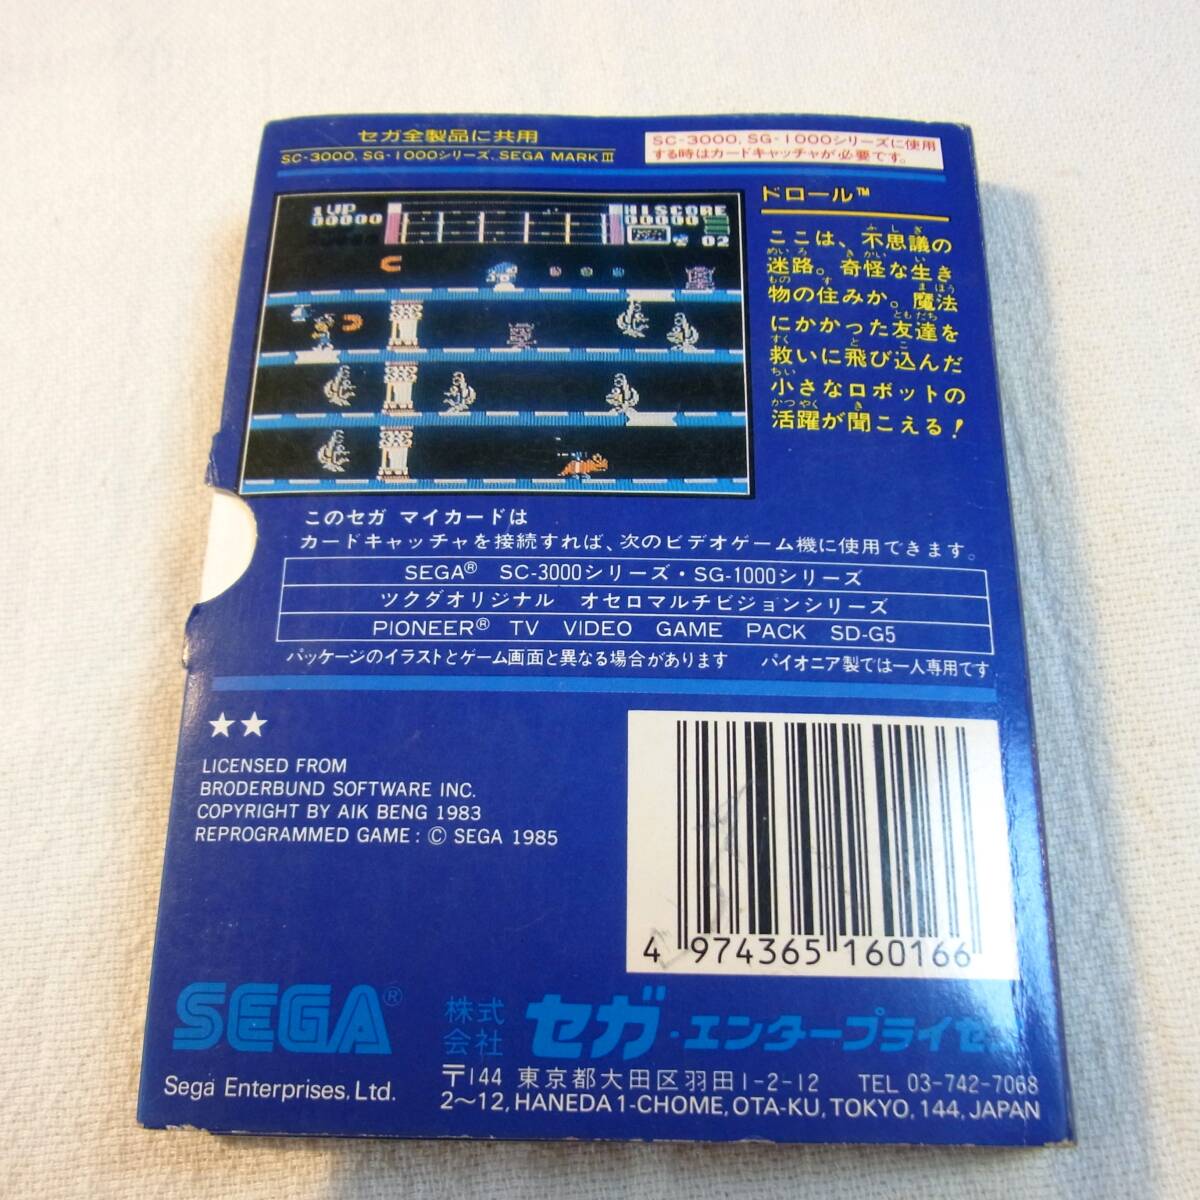 セガ全製品に共用
SC-3000, SG-1000シリーズ、SEGA MARKⅢ
SC-3000, SG-1000シリーズに使用
する時はカードキャッチャが必要です。
1UP
00000
HISCORE
00000
02
ドロール™
ここは、不思議の
迷路。奇怪な生き
物の住みか。魔法
にかかった友達を
救いに飛び込んだ
小さなロボットの
活躍が聞こえる!
このセガ マイカードは
カードキャッチャを接続すれば、次のビデオゲーム機に使用できます。
SEGA® SC-3000シリーズ・SG-1000シリーズ
ツクダオリジナル オセロマルチビジョンシリーズ
PIONEER® TV VIDEO GAME PACK SD-G5
パッケージのイラストとゲーム画面と異なる場合があります パイオニア製では一人専用です
★★
LICENSED FROM
BRODERBUND SOFTWARE INC.
COPYRIGHT BY AIK BENG 1983
REPROGRAMMED GAME: © SEGA 1985
4 974365 160166
SEGA®
Sega Enterprises, Ltd.
株式会社 セガ・エンタープライゼ
〒144 東京都大田区羽田1-2-12 TEL 03-742-7068
2〜12, HANEDA 1-CHOME, OTA-KU, TOKYO, 144, JAPAN